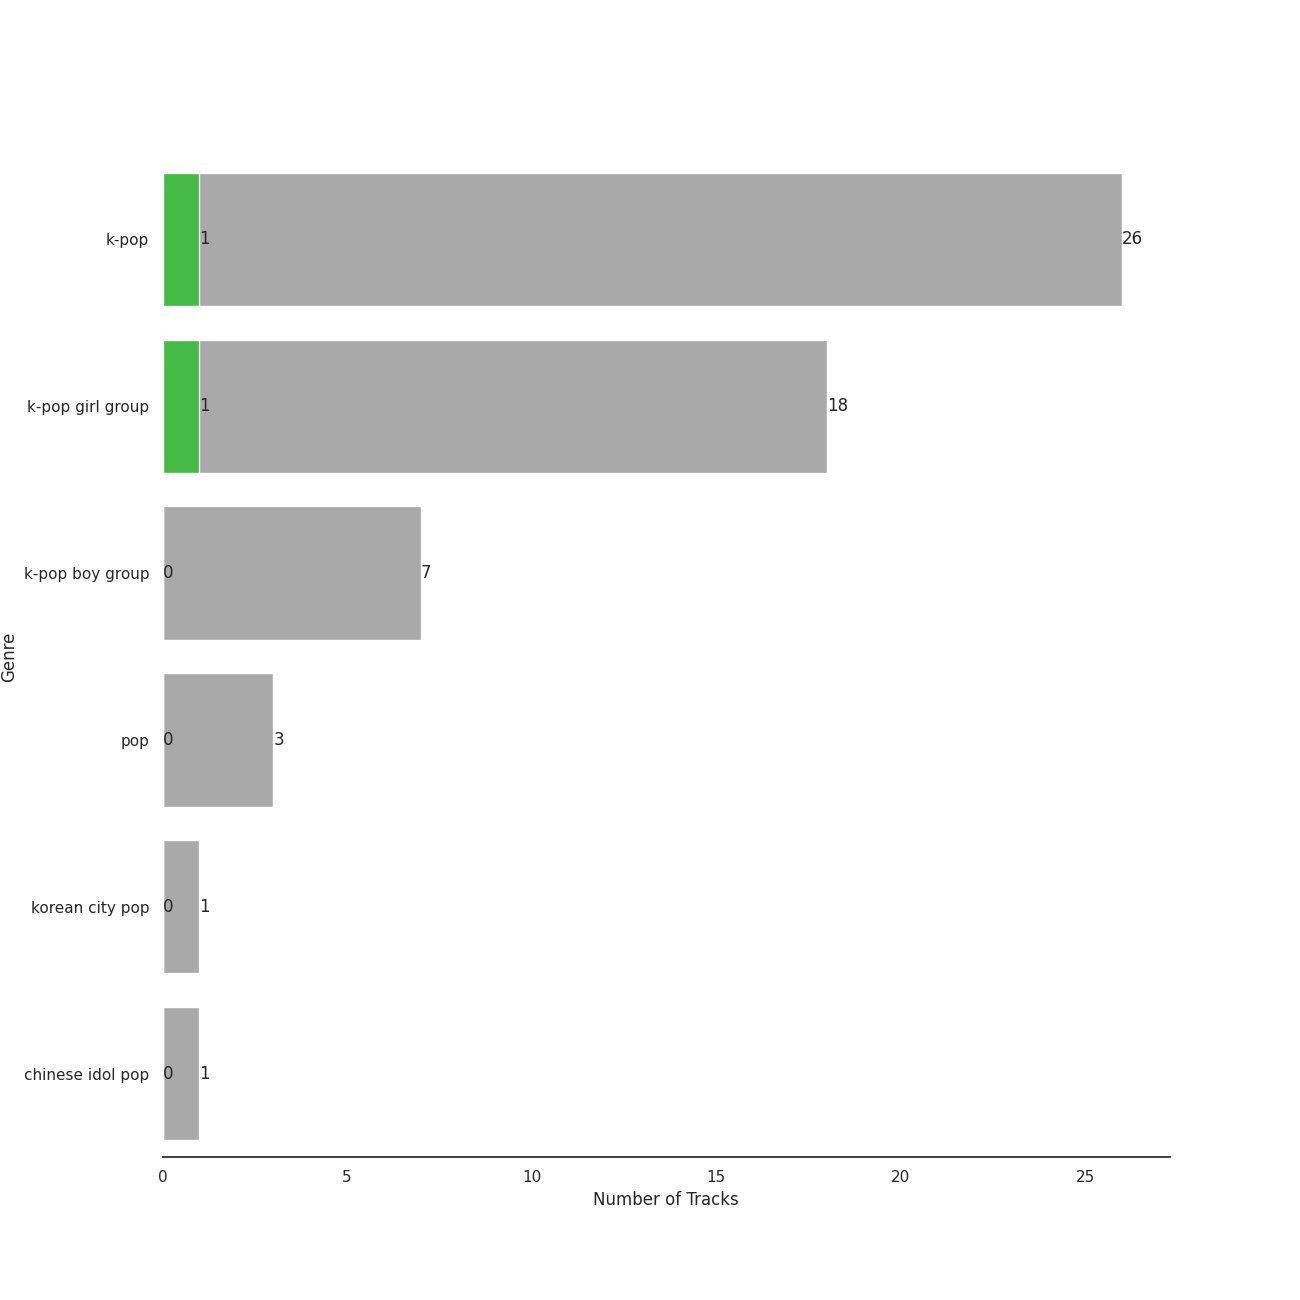 k-pop 1 26
k-pop girl group 1 18
k-pop boy group 0 7
pop 0 3
korean city pop 0 1
chinese idol pop 0 1
Genre
0 5 10 15 20 25
Number of Tracks